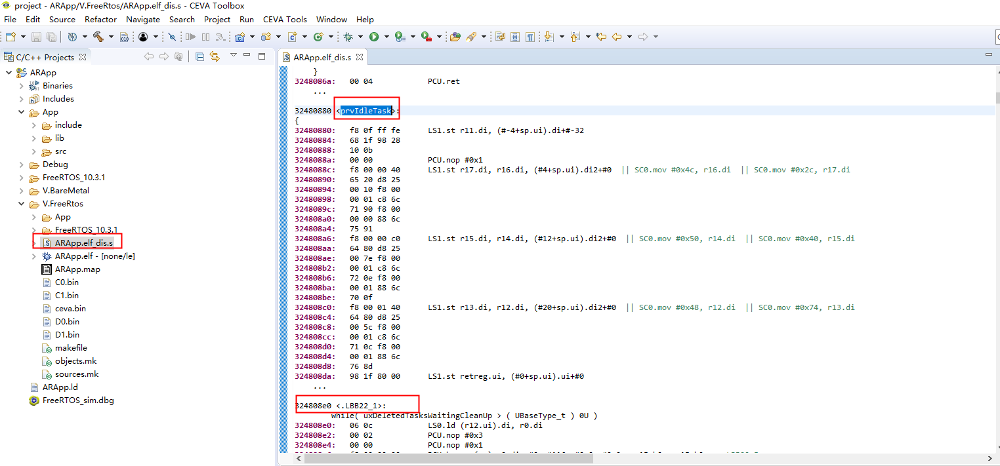 project - ARApp/V.FreeRtos/ARApp.elf_dis.s - CEVA Toolbox
File Edit Source Refactor Navigate Search Project Run CEVA Tools Window Help
C/C++ Projects
ARApp
Binaries
Includes
App
include
lib
src
Debug
FreeRTOS_10.3.1
V.BareMetal
V.FreeRtos
App
FreeRTOS_10.3.1
ARApp.elf_dis.s
ARApp.elf - [none/le]
ARApp.map
C0.bin
C1.bin
ceva.bin
D0.bin
D1.bin
makefile
objects.mk
sources.mk
ARApp.ld
FreeRTOS_sim.dbg
ARApp.elf_dis.s
}
3248086a: 00 04 PCU.ret
...
32480880 <prvIdleTask>:
{
32480880: f8 0f ff fe LS1.st r11.di, (#-4+sp.ui).di+#-32
32480884: 68 1f 98 28
32480888: 10 0b
3248088a: 00 00 PCU.nop #0x1
3248088c: f8 00 00 40 LS1.st r17.di, r16.di, (#4+sp.ui).di2+#0 || SC0.mov #0x4c, r16.di || SC0.mov #0x2c, r17.di
32480890: 65 20 d8 25
32480894: 00 10 f8 00
32480898: 00 01 c8 6c
3248089c: 71 90 f8 00
324808a0: 00 00 88 6c
324808a4: 75 91
324808a6: f8 00 00 c0 LS1.st r15.di, r14.di, (#12+sp.ui).di2+#0 || SC0.mov #0x50, r14.di || SC0.mov #0x40, r15.di
324808aa: 64 80 d8 25
324808ae: 00 7e f8 00
324808b2: 00 01 c8 6c
324808b6: 72 0e f8 00
324808ba: 00 01 88 6c
324808be: 70 0f
324808c0: f8 00 01 40 LS1.st r13.di, r12.di, (#20+sp.ui).di2+#0 || SC0.mov #0x48, r12.di || SC0.mov #0x74, r13.di
324808c4: 64 80 d8 25
324808c8: 00 5c f8 00
324808cc: 00 01 c8 6c
324808d0: 71 0c f8 00
324808d4: 00 01 88 6c
324808d8: 76 8d
324808da: 98 1f 80 00 LS1.st retreg.ui, (#0+sp.ui).ui+#0
...
324808e0 <.LBB22_1>:
while( uxDeletedTasksWaitingCleanUp > ( UBaseType_t ) 0U )
324808e0: 06 0c LS0.ld (r12.ui).di, r0.di
324808e2: 00 02 PCU.nop #0x3
324808e4: 00 00 PCU.nop #0x1